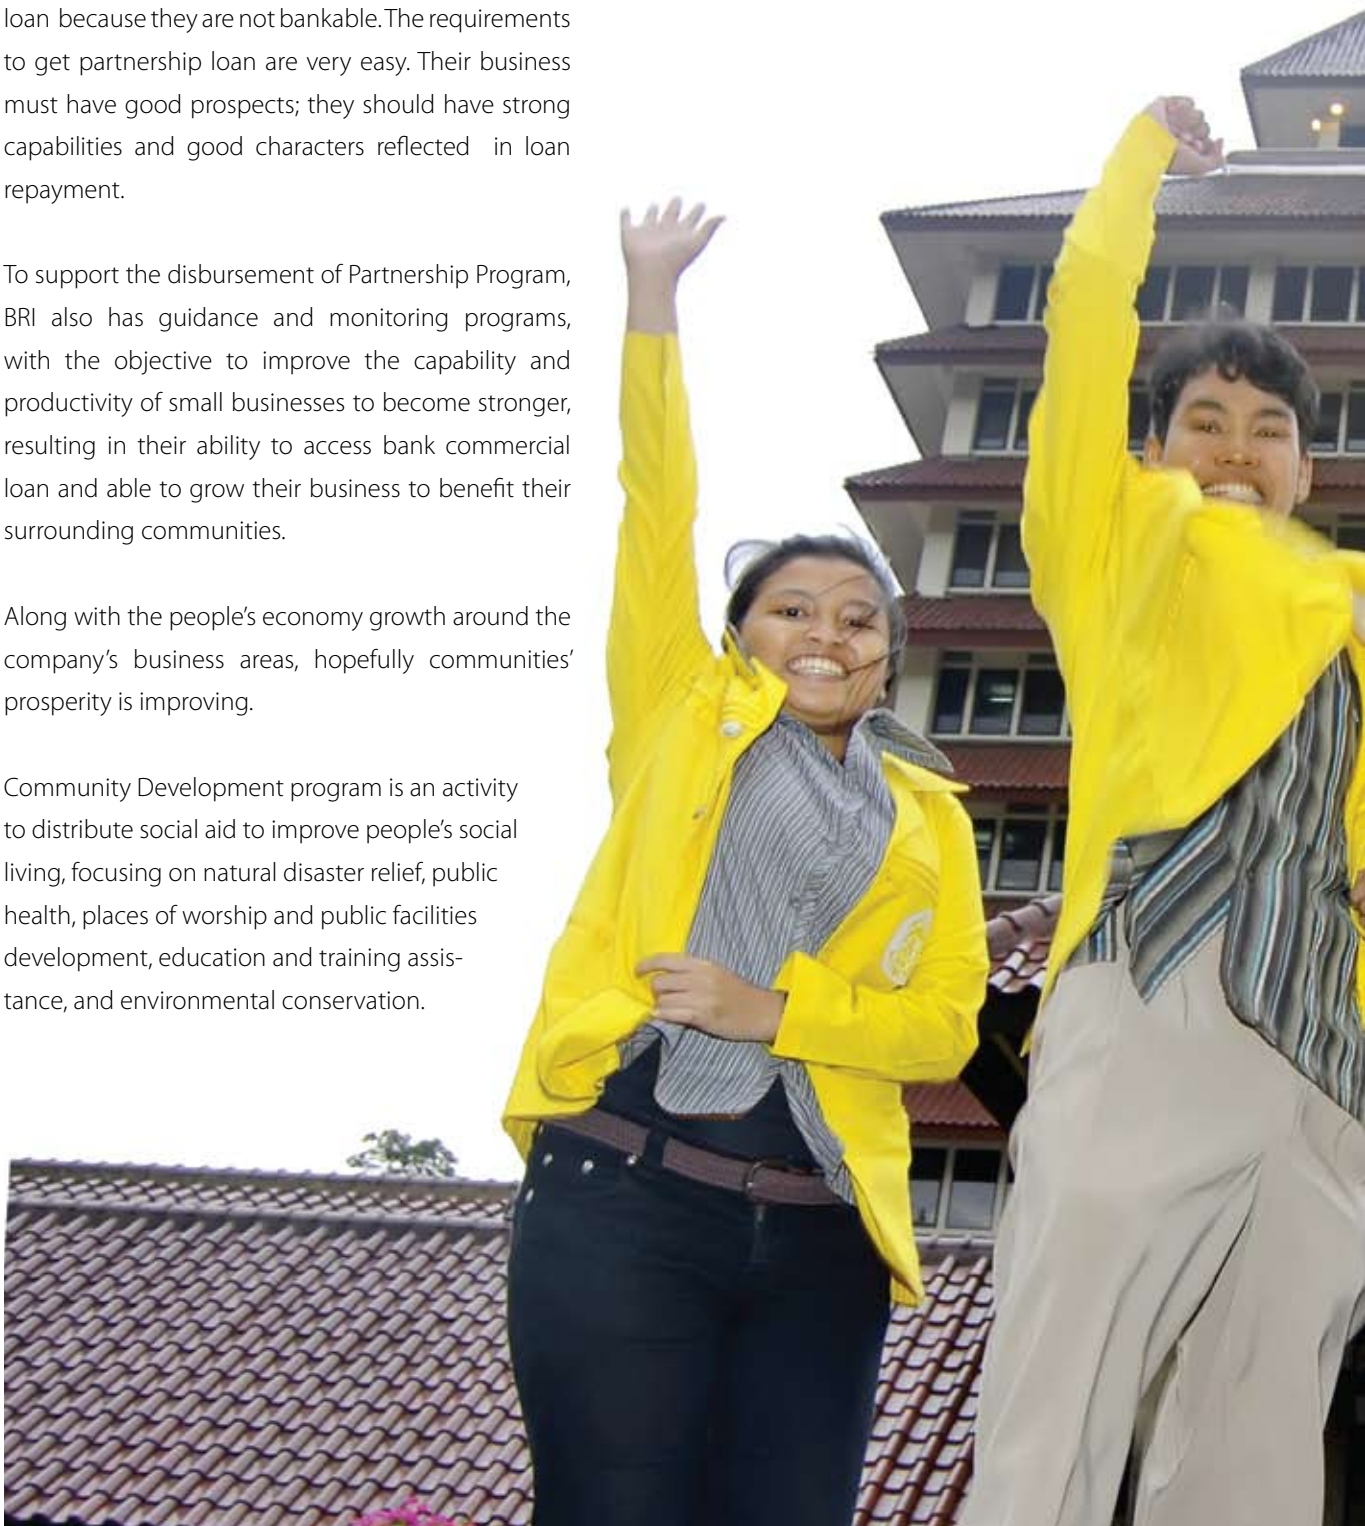 loan because they are not bankable. The requirements
to get partnership loan are very easy. Their business
must have good prospects; they should have strong
capabilities and good characters reflected in loan
repayment.
To support the disbursement of Partnership Program,
BRI also has guidance and monitoring programs,
with the objective to improve the capability and
productivity of small businesses to become stronger,
resulting in their ability to access bank commercial
loan and able to grow their business to benefit their
surrounding communities.
Along with the people’s economy growth around the
company’s business areas, hopefully communities’
prosperity is improving.
Community Development program is an activity
to distribute social aid to improve people’s social
living, focusing on natural disaster relief, public
health, places of worship and public facilities
development, education and training assis-
tance, and environmental conservation.